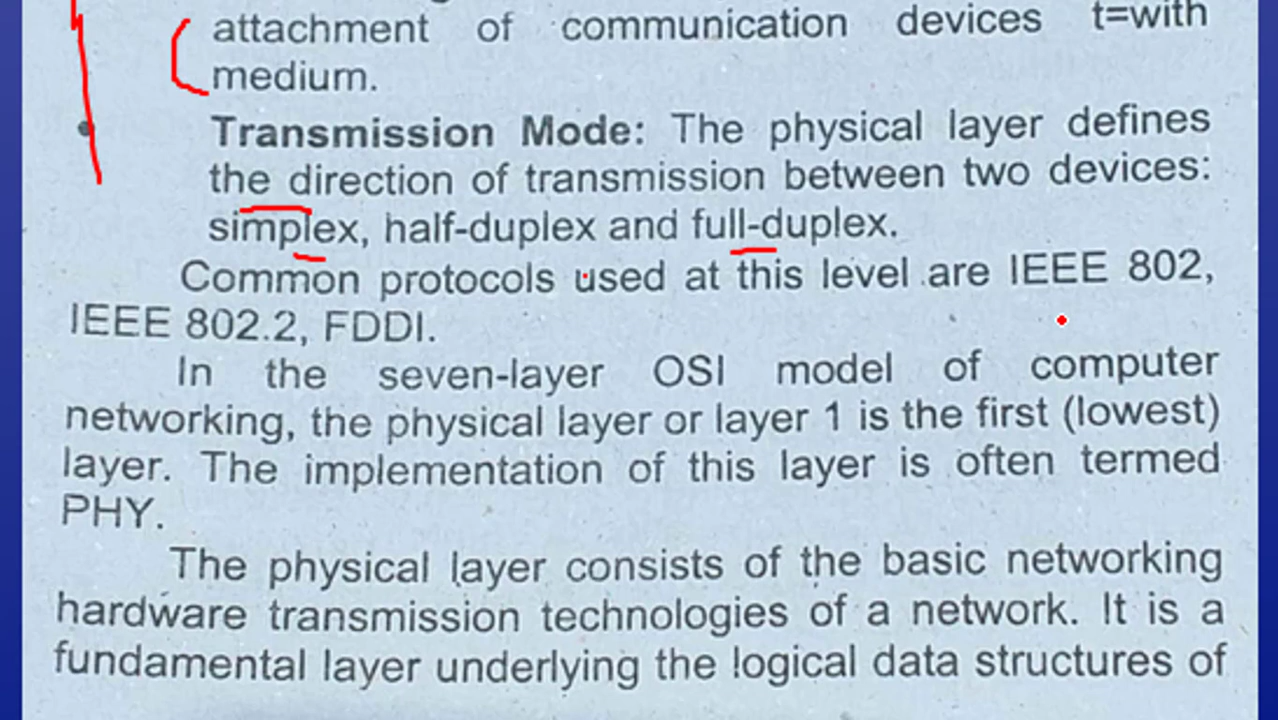 attachment of communication devices t=with
medium.
• Transmission Mode: The physical layer defines
the direction of transmission between two devices:
simplex, half-duplex and full-duplex.
Common protocols used at this level are IEEE 802,
IEEE 802.2, FDDI.
In the seven-layer OSI model of computer
networking, the physical layer or layer 1 is the first (lowest)
layer. The implementation of this layer is often termed
PHY.
The physical layer consists of the basic networking
hardware transmission technologies of a network. It is a
fundamental layer underlying the logical data structures of